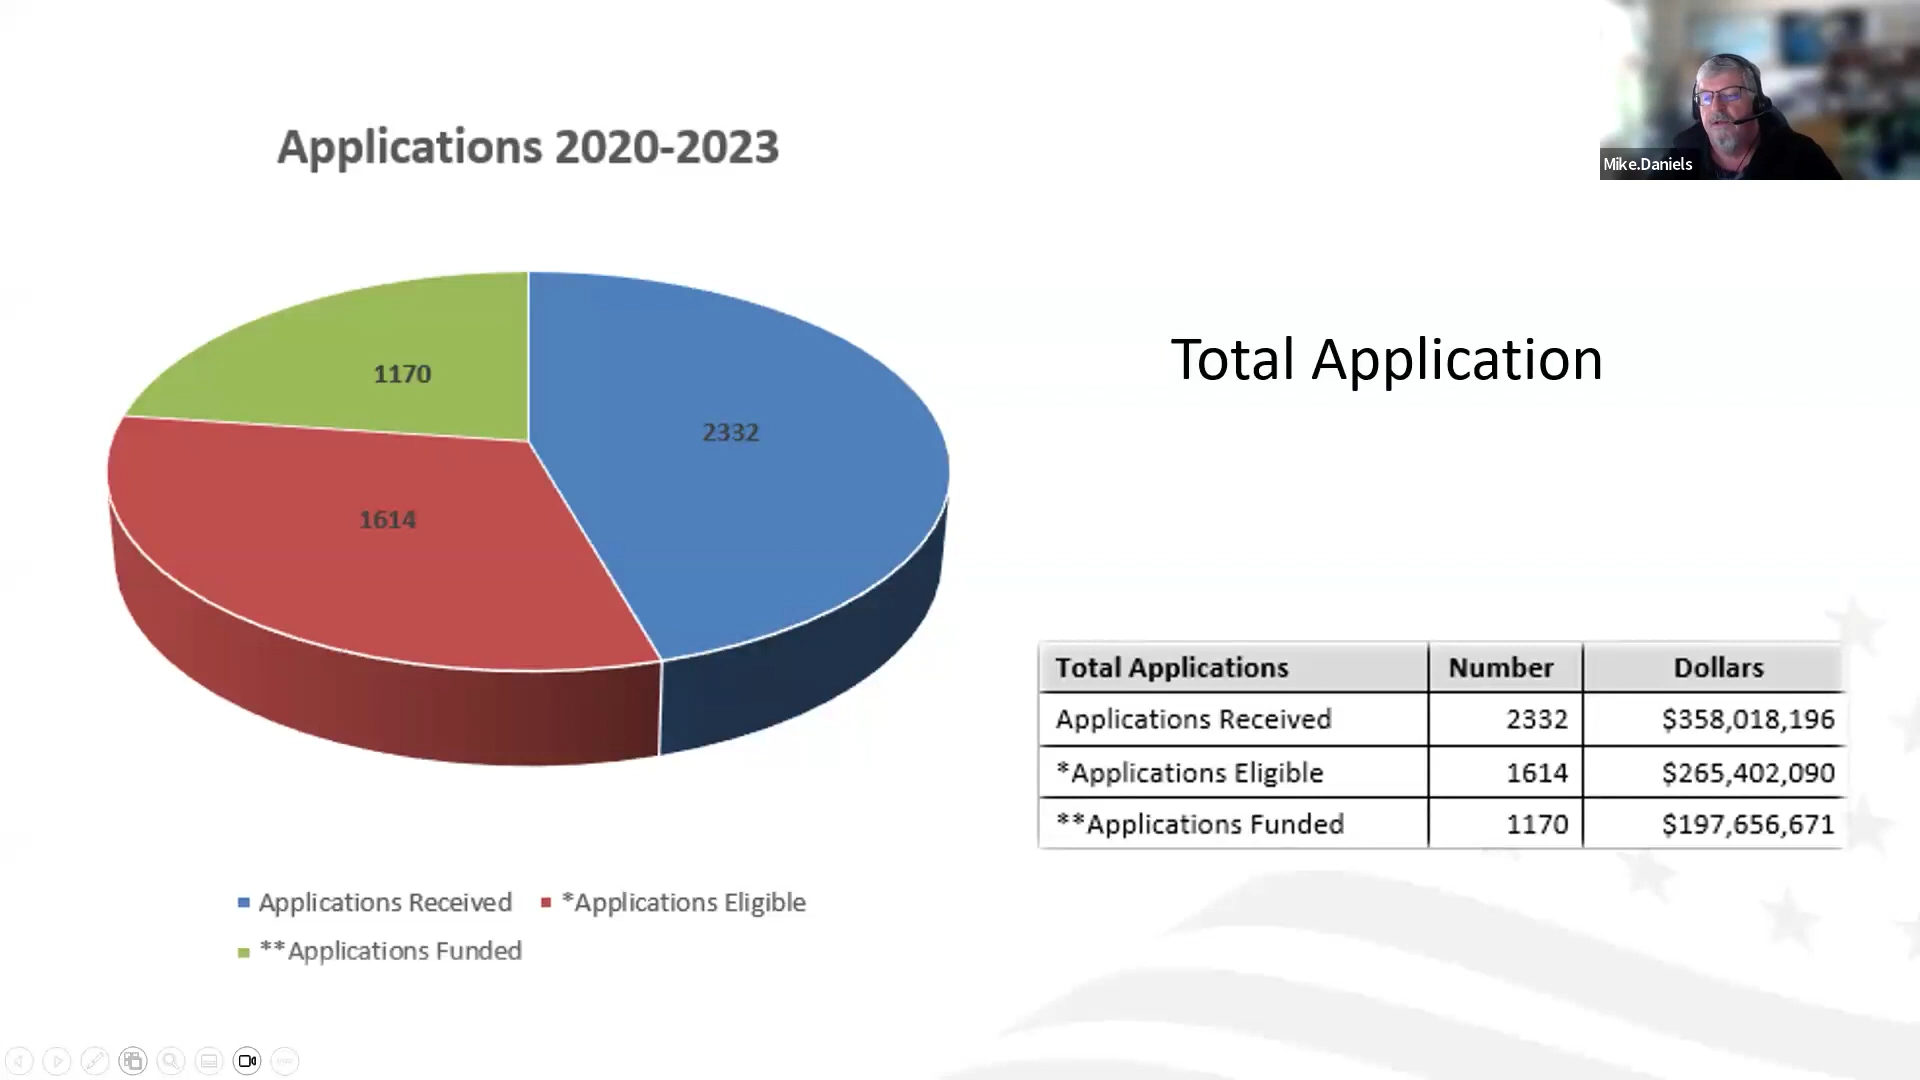 Mike.Daniels
Applications 2020-2023
1170
2332
1614
Total Application
Total Applications Number Dollars
Applications Received 2332 $358,018,196
*Applications Eligible 1614 $265,402,090
**Applications Funded 1170 $197,656,671
Applications Received *Applications Eligible
**Applications Funded